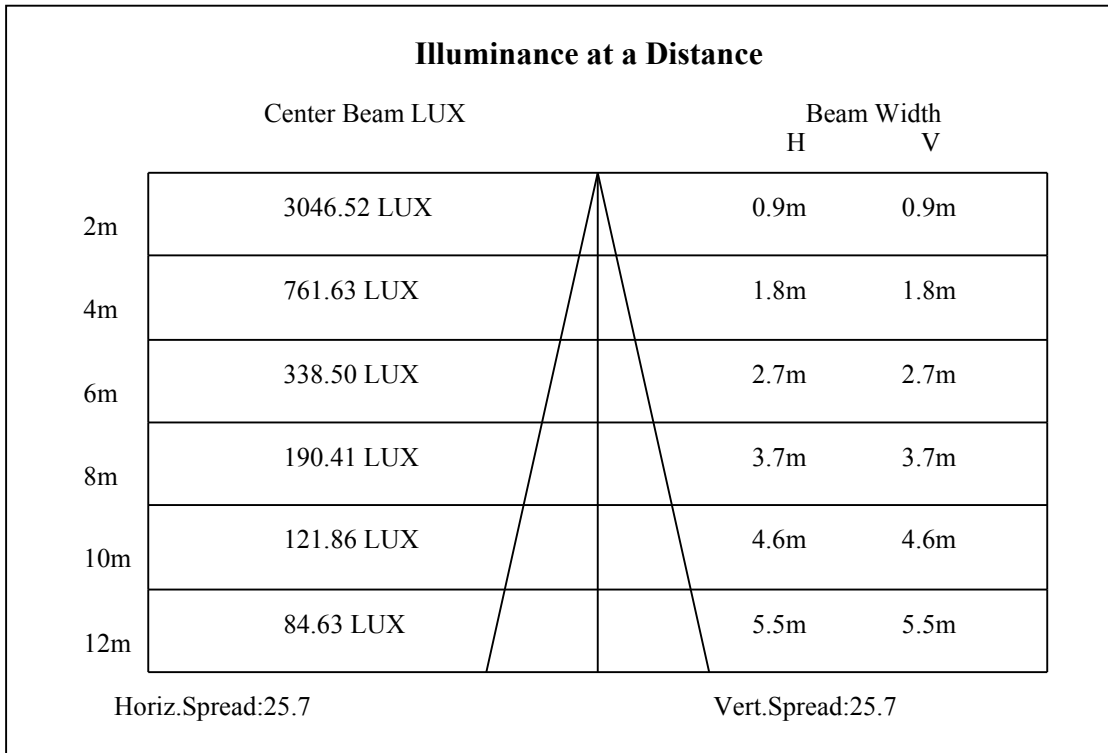 Illuminance at a Distance
Center Beam LUX Beam Width
H V
2m 3046.52 LUX 0.9m 0.9m
4m 761.63 LUX 1.8m 1.8m
6m 338.50 LUX 2.7m 2.7m
8m 190.41 LUX 3.7m 3.7m
10m 121.86 LUX 4.6m 4.6m
12m 84.63 LUX 5.5m 5.5m
Horiz.Spread:25.7 Vert.Spread:25.7